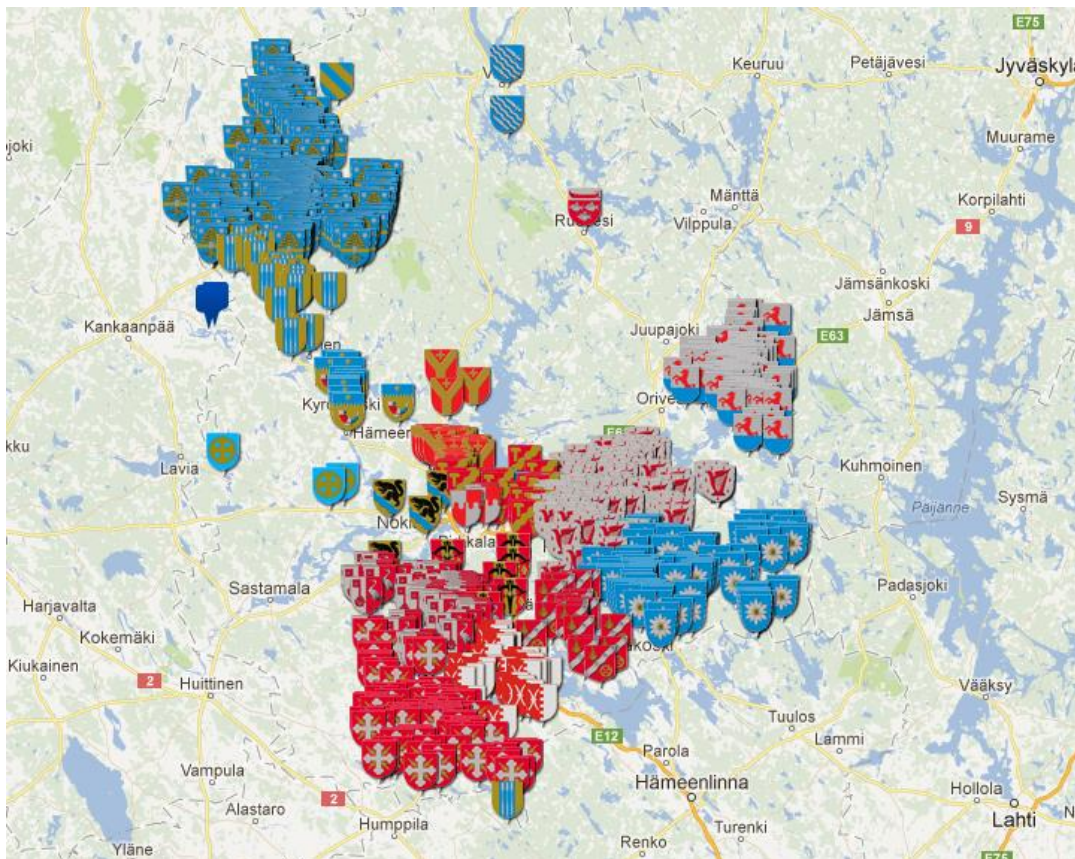 E75
Keuruu
Petäjävesi
Jyväskylä
Muurame
Mänttä
Vilppula
Korpilahti
9
Jämsänkoski
Jämsä
Kankaanpää
Juupajoki
E63
Lavia
Kuhmoinen
Sysmä
Päijänne
Sastamala
Padasjoki
Harjavalta
Kokemäki
Kiukainen
2
Huittinen
Vääksy
Tuulos
Lammi
E12
Parola
Vampula
Hämeenlinna
Hollola
2
Alastaro
Humppila
Lahti
Turenki
Renko
Yläne
E75